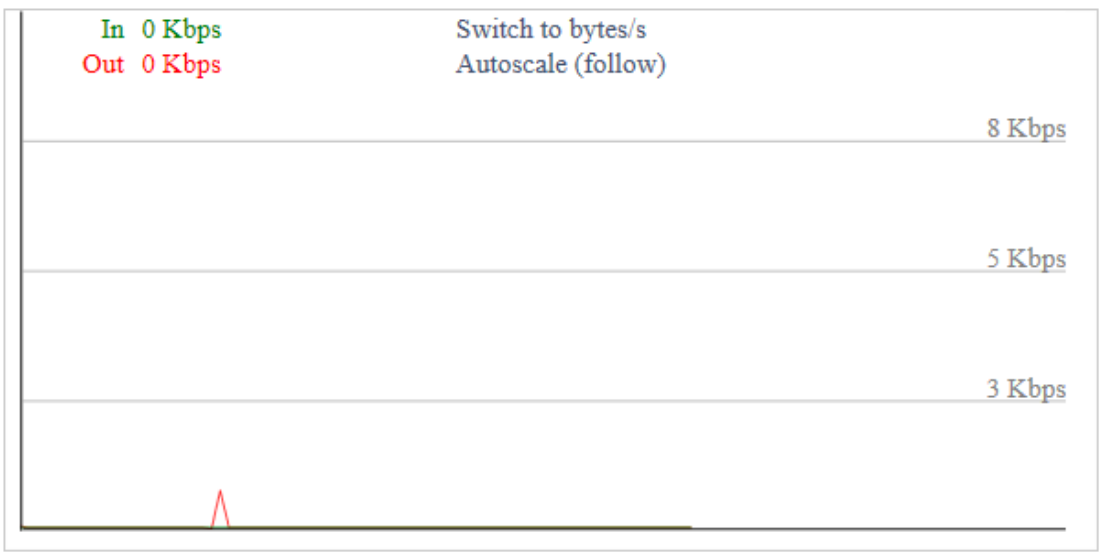 In 0 Kbps Switch to bytes/s
Out 0 Kbps Autoscale (follow)
8 Kbps
5 Kbps
3 Kbps